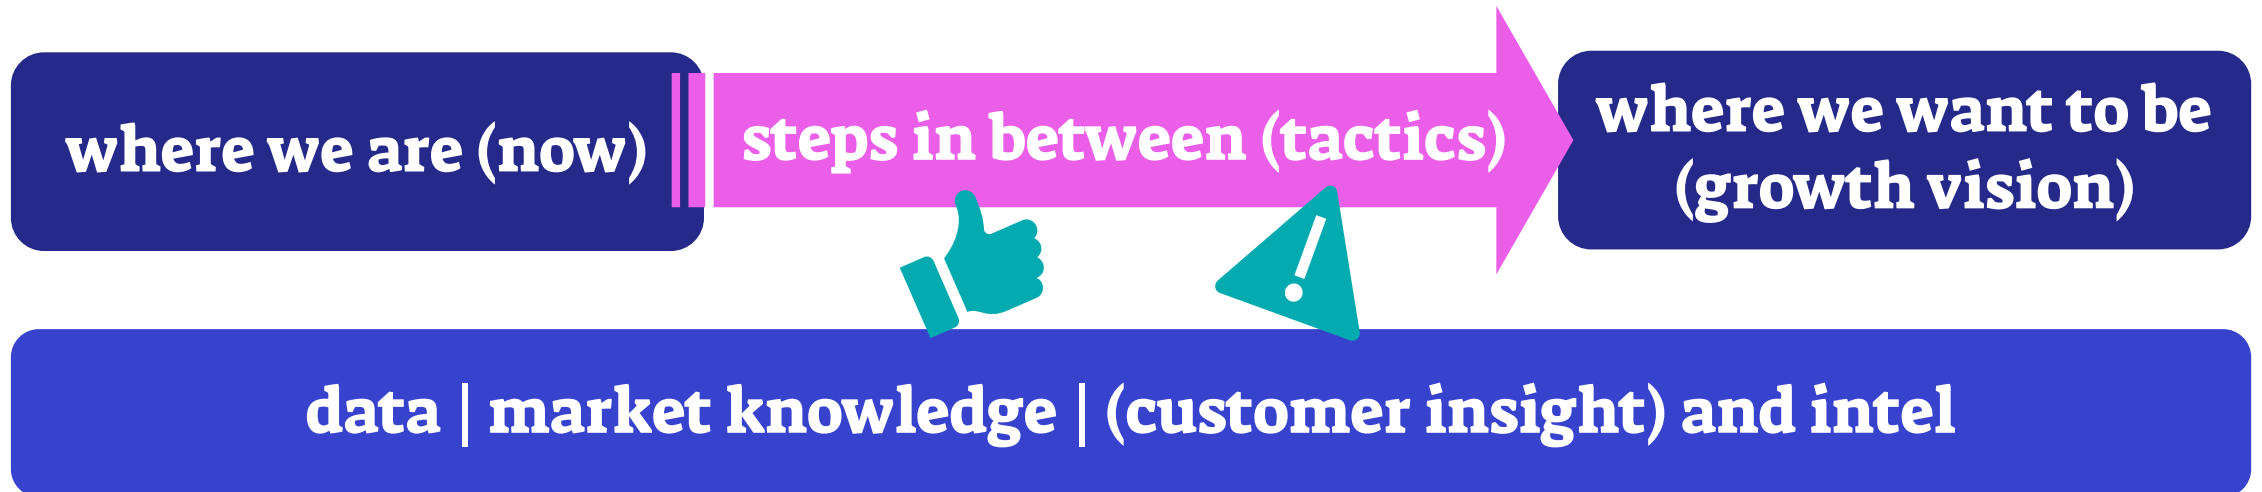 where we are (now)
steps in between (tactics)
where we want to be
(growth vision)
!
data | market knowledge | (customer insight) and intel